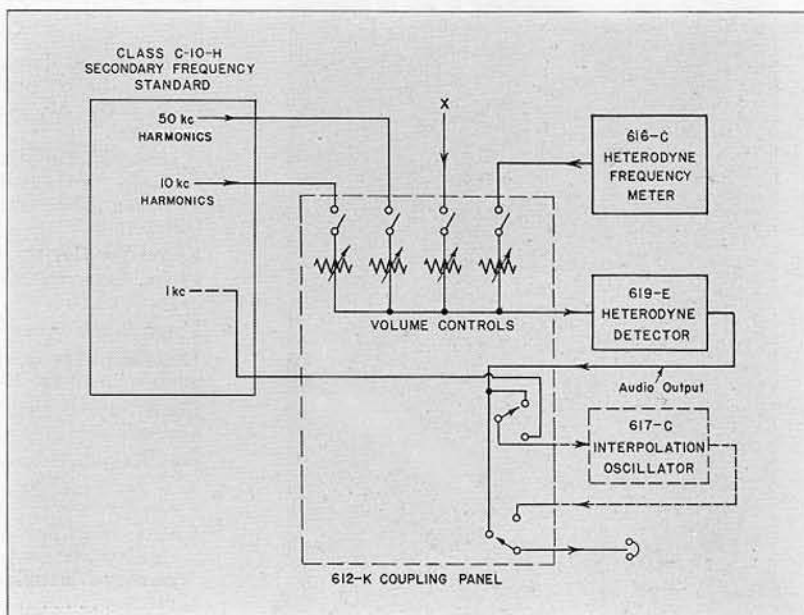 CLASS C-10-H
SECONDARY FREQUENCY
STANDARD
50 kc
HARMONICS
10 kc
HARMONICS
1 kc
X
616-C
HETERODYNE
FREQUENCY
METER
VOLUME CONTROLS
619-E
HETERODYNE
DETECTOR
Audio Output
617-C
INTERPOLATION
OSCILLATOR
612-K COUPLING PANEL